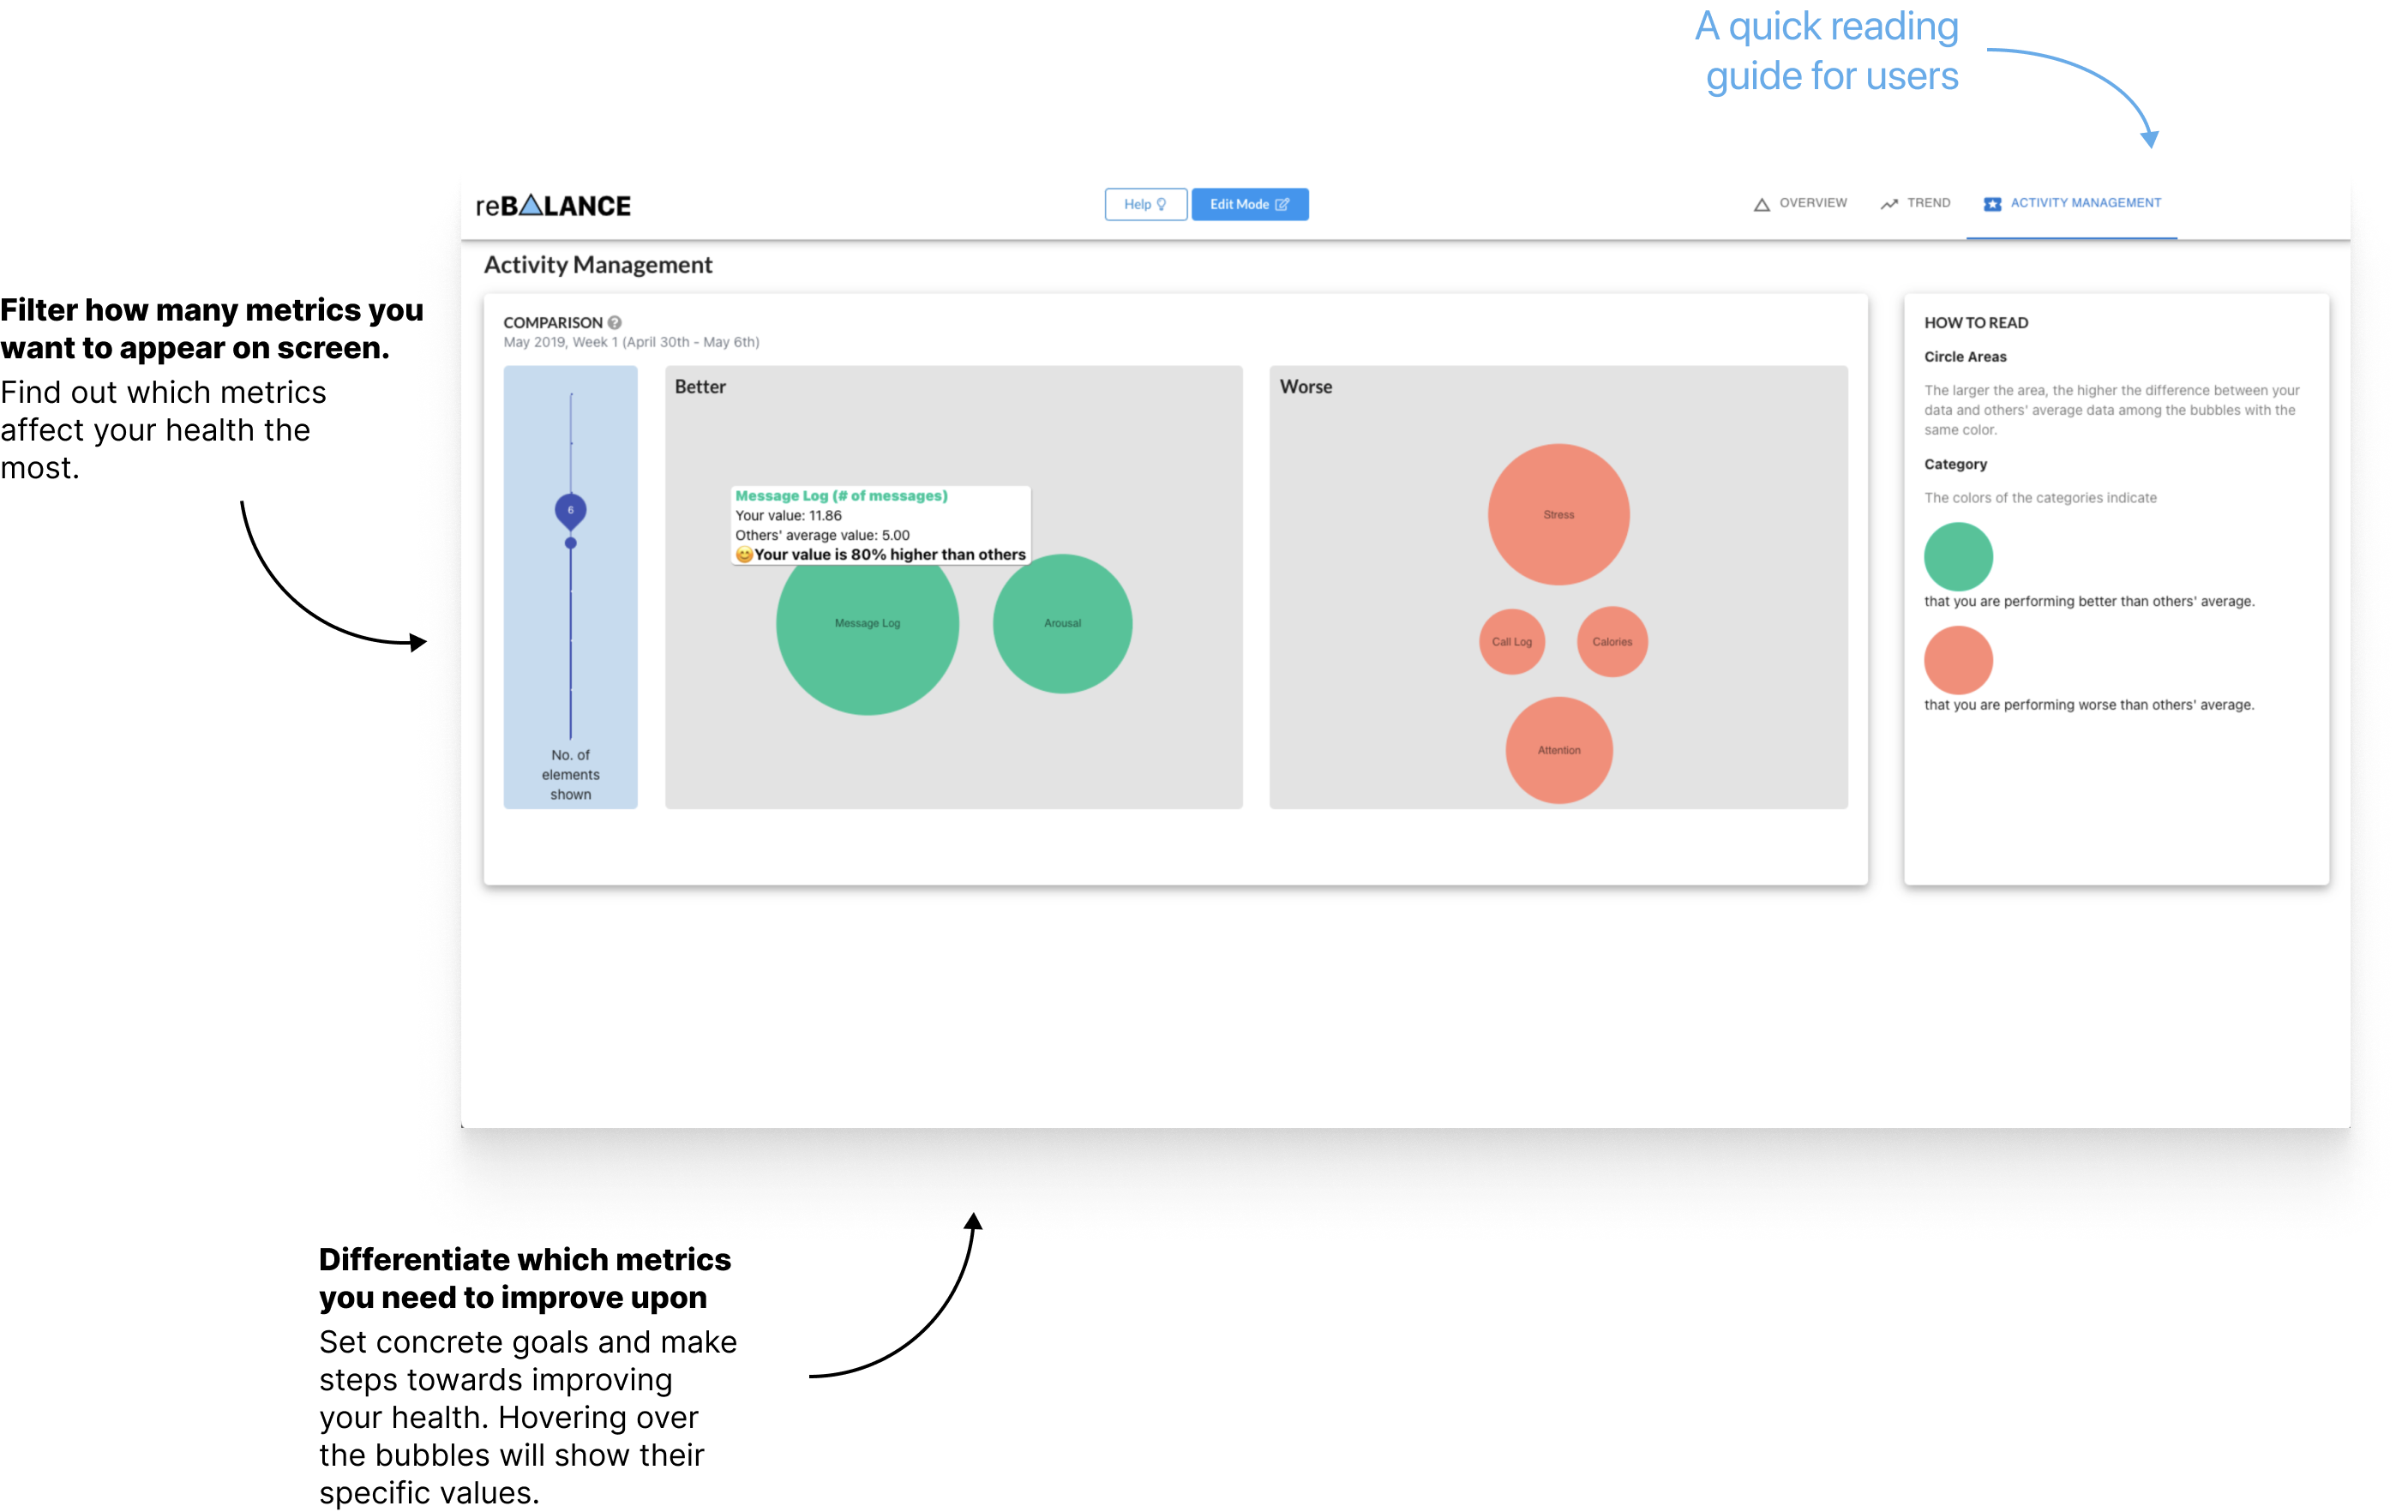 A quick reading
guide for users
reBALANCE
Help
Edit Mode
OVERVIEW
TREND
ACTIVITY MANAGEMENT
Activity Management
Filter how many metrics you
want to appear on screen.
Find out which metrics
affect your health the
most.
COMPARISON ?
May 2019, Week 1 (April 30th - May 6th)
6
No. of
elements
shown
Better
Message Log (# of messages)
Your value: 11.86
Others' average value: 5.00
😊Your value is 80% higher than others
Message Log
Arousal
Worse
Stress
Call Log
Calories
Attention
HOW TO READ
Circle Areas
The larger the area, the higher the difference between your
data and others' average data among the bubbles with the
same color.
Category
The colors of the categories indicate
that you are performing better than others' average.
that you are performing worse than others' average.
Differentiate which metrics
you need to improve upon
Set concrete goals and make
steps towards improving
your health. Hovering over
the bubbles will show their
specific values.